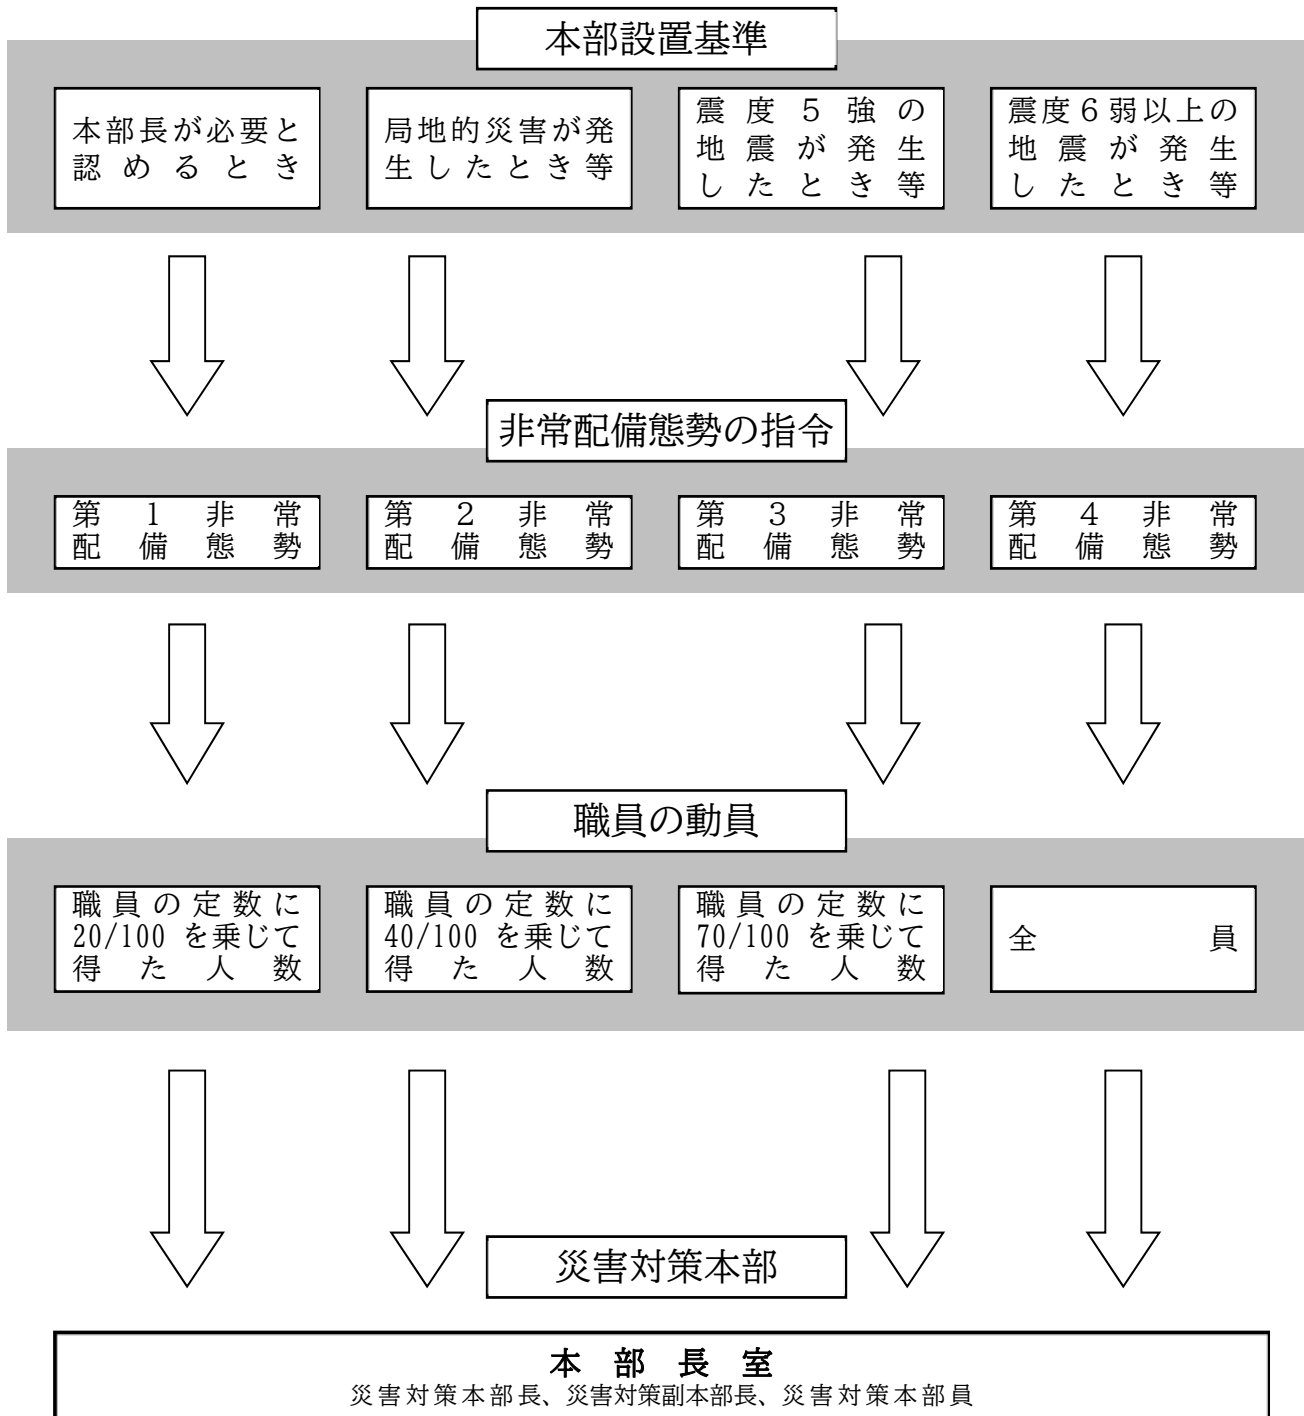 本部設置基準
本部長が必要と
認めるとき
局地的災害が発
生したとき等
震度5強の
地震が発生
したとき等
震度6弱以上の
地震が発生
したとき等
非常配備態勢の指令
第1非常
配備態勢
第2非常
配備態勢
第3非常
配備態勢
第4非常
配備態勢
職員の動員
職員の定数に
20/100 を乗じて
得た人数
職員の定数に
40/100 を乗じて
得た人数
職員の定数に
70/100 を乗じて
得た人数
全員
災害対策本部
本部長室
災害対策本部長、災害対策副本部長、災害対策本部員